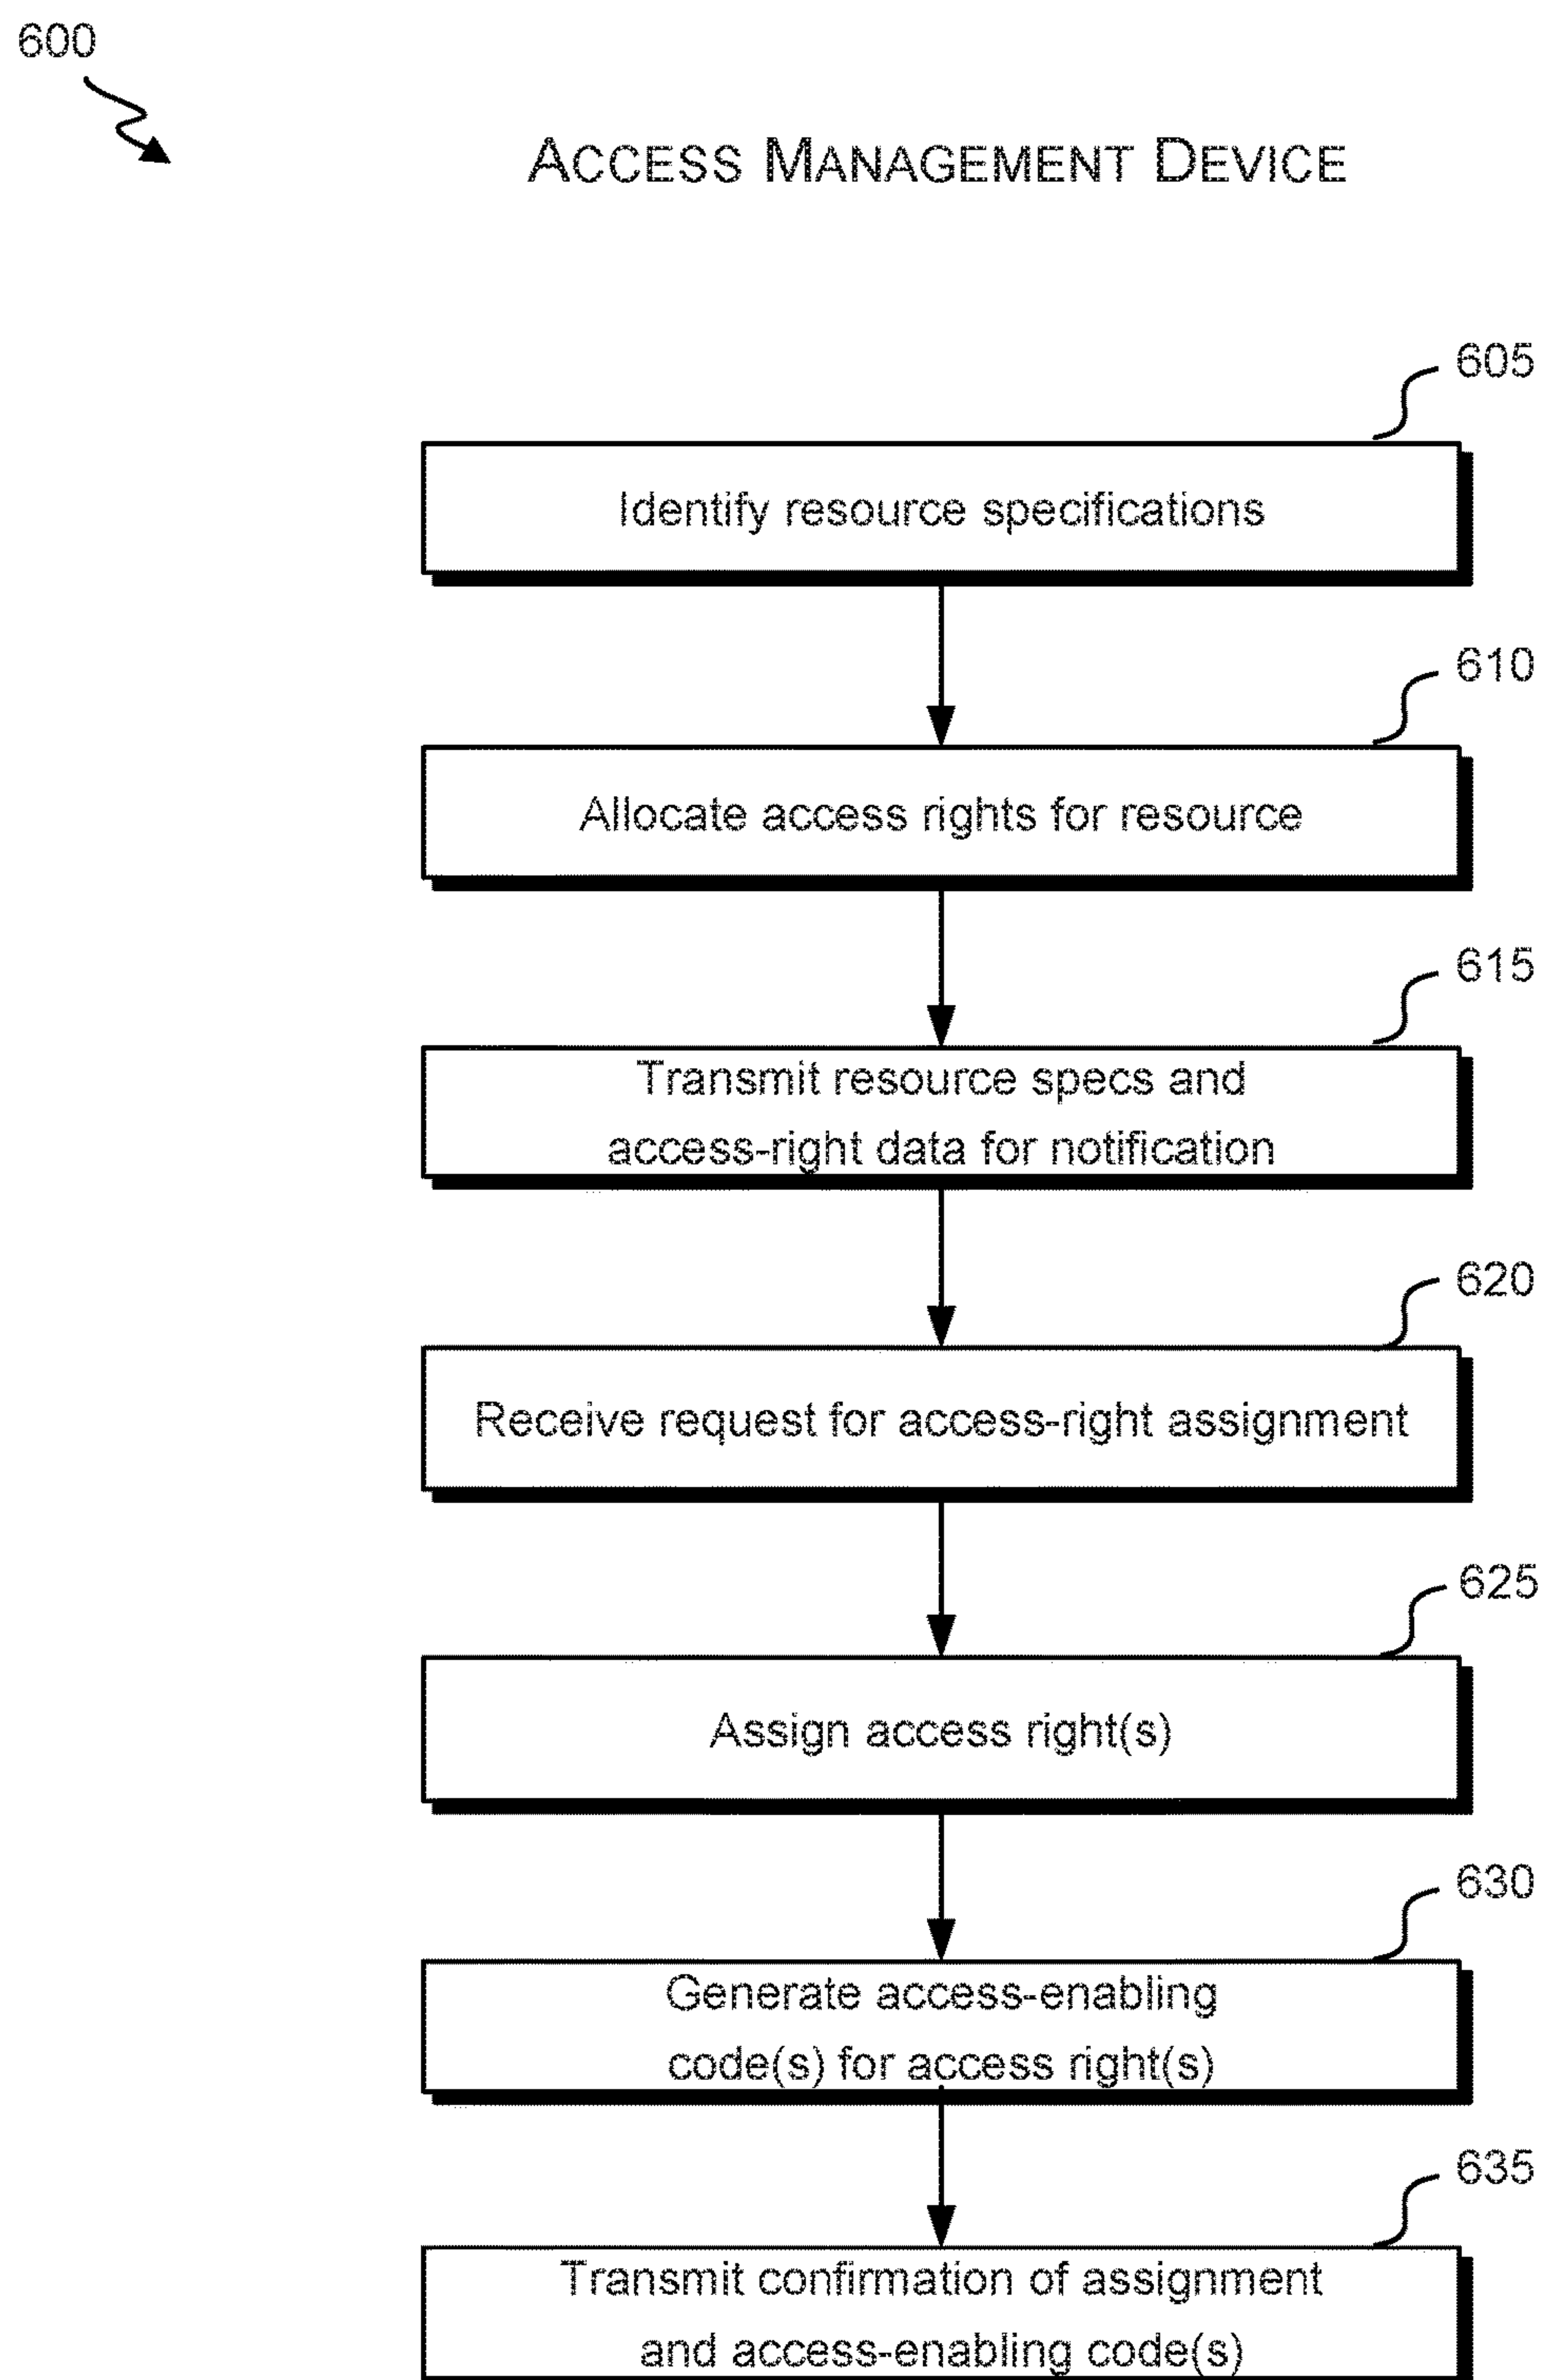 600
ACCESS MANAGEMENT DEVICE
605
Identify resource specifications
610
Allocate access rights for resource
615
Transmit resource specs and
access-right data for notification
620
Receive request for access-right assignment
625
Assign access right(s)
630
Generate access-enabling
code(s) for access right(s)
635
Transmit confirmation of assignment
and access-enabling code(s)